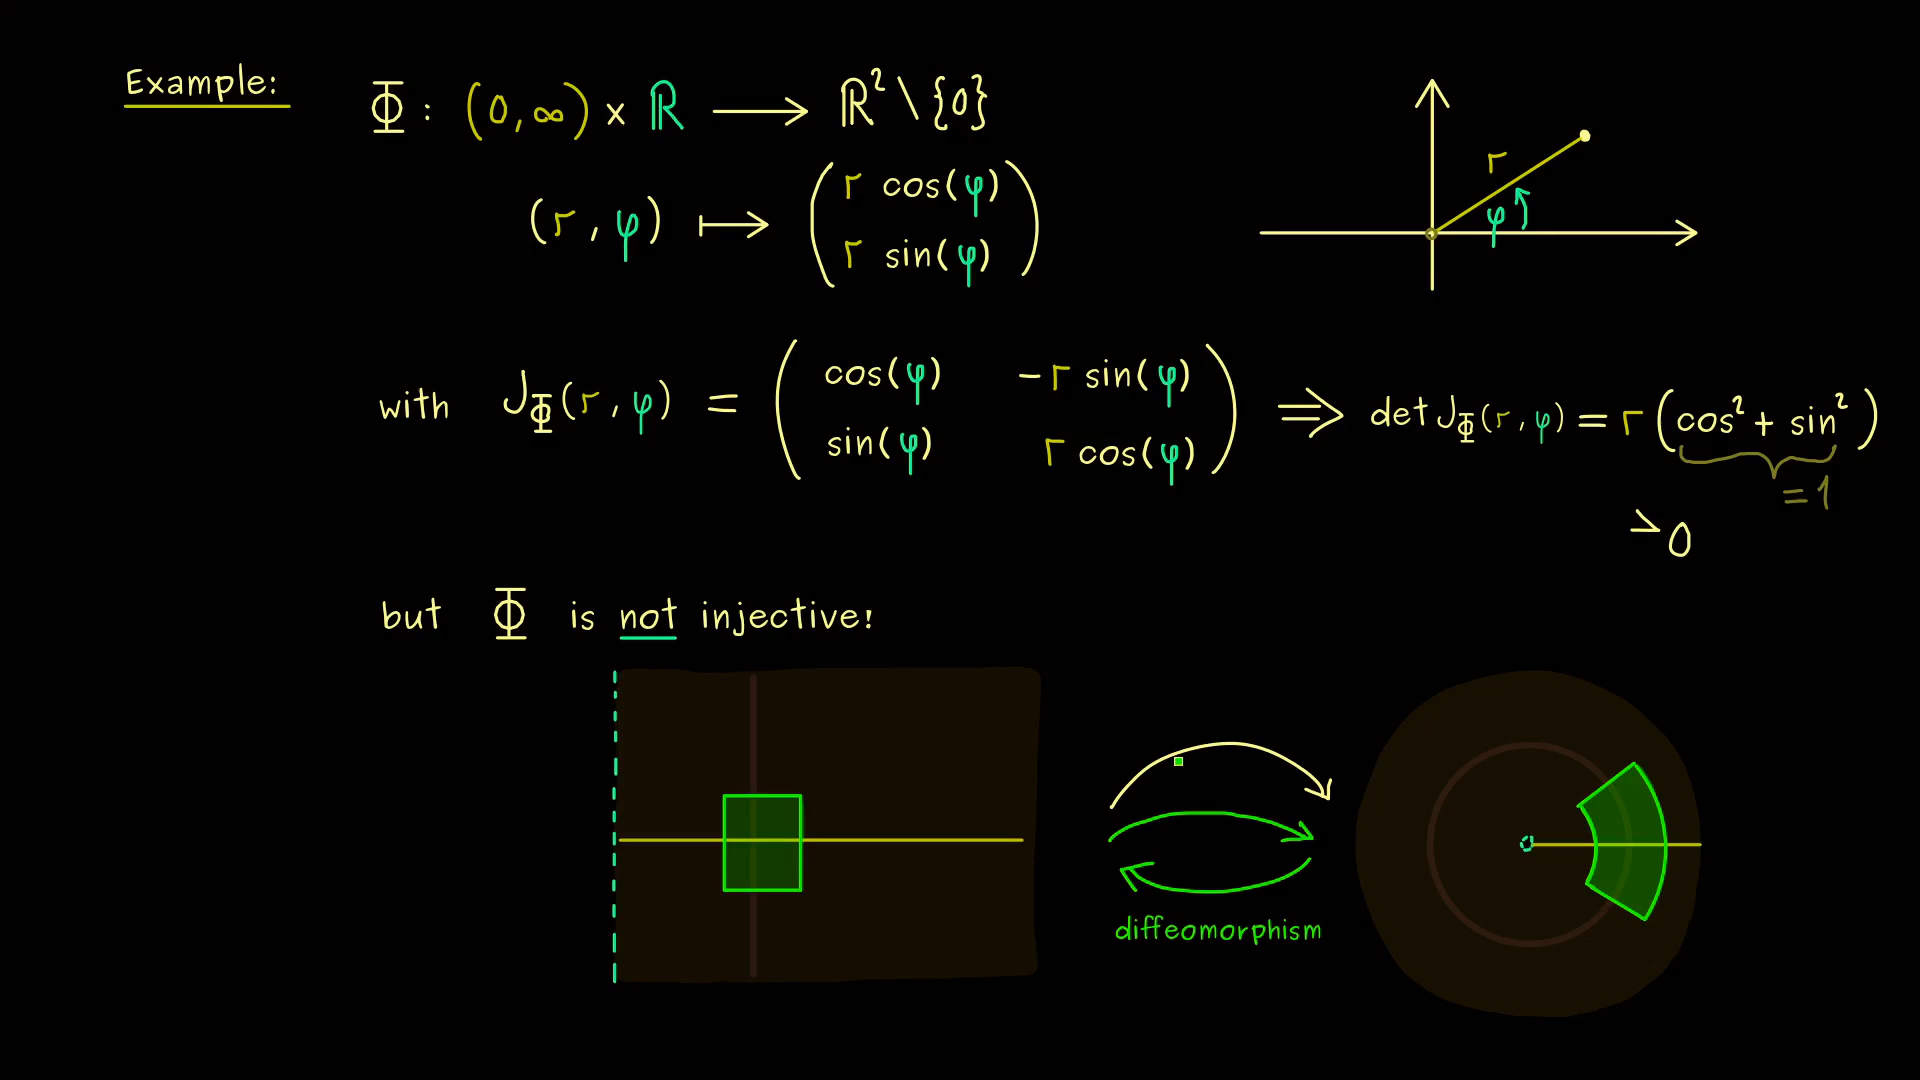 Example:
Φ : (0,∞) × ℝ ⟶ ℝ² \ {0}
(r, φ) ⟼ ( r cos(φ)
r sin(φ) )
r
φ
with J_Φ(r, φ) = ( cos(φ) −r sin(φ)
sin(φ) r cos(φ) ) ⟹ det J_Φ(r, φ) = r (cos² + sin²)
= 1
> 0
but Φ is not injective!
diffeomorphism